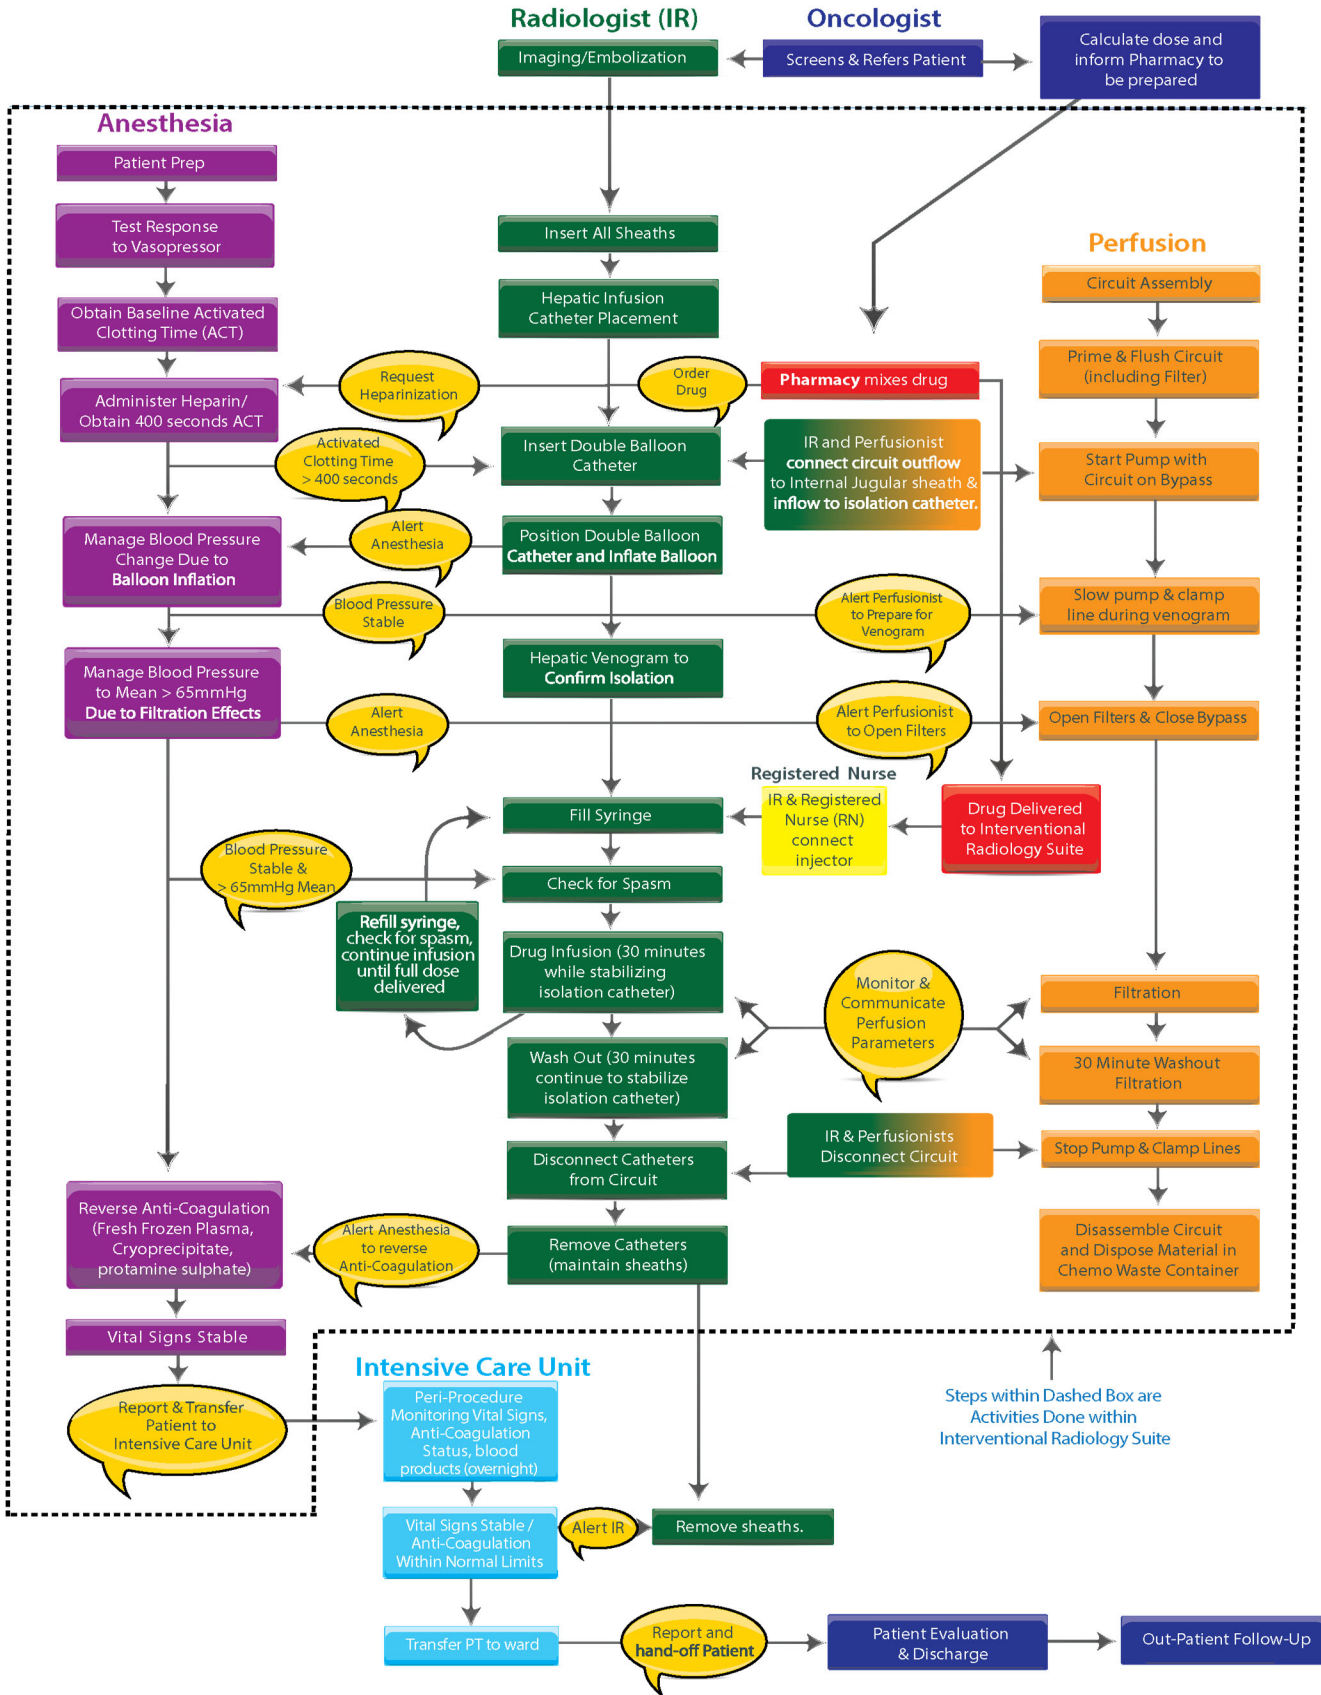 Radiologist (IR)
Oncologist
Imaging/Embolization
Screens & Refers Patient
Calculate dose and
inform Pharmacy to
be prepared
Anesthesia
Patient Prep
Test Response
to Vasopressor
Obtain Baseline Activated
Clotting Time (ACT)
Administer Heparin/
Obtain 400 seconds ACT
Manage Blood Pressure
Change Due to
Balloon Inflation
Manage Blood Pressure
to Mean > 65mmHg
Due to Filtration Effects
Reverse Anti-Coagulation
(Fresh Frozen Plasma,
Cryoprecipitate,
protamine sulphate)
Vital Signs Stable
Report & Transfer
Patient to
Intensive Care Unit
Request
Heparinization
Activated
Clotting Time
> 400 seconds
Alert
Anesthesia
Blood Pressure
Stable
Alert
Anesthesia
Blood Pressure
Stable &
> 65mmHg Mean
Alert Anesthesia
to reverse
Anti-Coagulation
Insert All Sheaths
Hepatic Infusion
Catheter Placement
Insert Double Balloon
Catheter
Position Double Balloon
Catheter and Inflate Balloon
Hepatic Venogram to
Confirm Isolation
Fill Syringe
Check for Spasm
Refill syringe,
check for spasm,
continue infusion
until full dose
delivered
Drug Infusion (30 minutes
while stabilizing
isolation catheter)
Wash Out (30 minutes
continue to stabilize
isolation catheter)
Disconnect Catheters
from Circuit
Remove Catheters
(maintain sheaths)
Order
Drug
Pharmacy mixes drug
IR and Perfusionist
connect circuit outflow
to Internal Jugular sheath &
inflow to isolation catheter.
Alert Perfusionist
to Prepare for
Venogram
Alert Perfusionist
to Open Filters
Registered Nurse
IR & Registered
Nurse (RN)
connect
injector
Drug Delivered
to Interventional
Radiology Suite
Monitor &
Communicate
Perfusion
Parameters
IR & Perfusionists
Disconnect Circuit
Perfusion
Circuit Assembly
Prime & Flush Circuit
(including Filter)
Start Pump with
Circuit on Bypass
Slow pump & clamp
line during venogram
Open Filters & Close Bypass
Filtration
30 Minute Washout
Filtration
Stop Pump & Clamp Lines
Disassemble Circuit
and Dispose Material in
Chemo Waste Container
Steps within Dashed Box are
Activities Done within
Interventional Radiology Suite
Intensive Care Unit
Peri-Procedure
Monitoring Vital Signs,
Anti-Coagulation
Status, blood
products (overnight)
Vital Signs Stable /
Anti-Coagulation
Within Normal Limits
Alert IR
Remove sheaths.
Transfer PT to ward
Report and
hand-off Patient
Patient Evaluation
& Discharge
Out-Patient Follow-Up